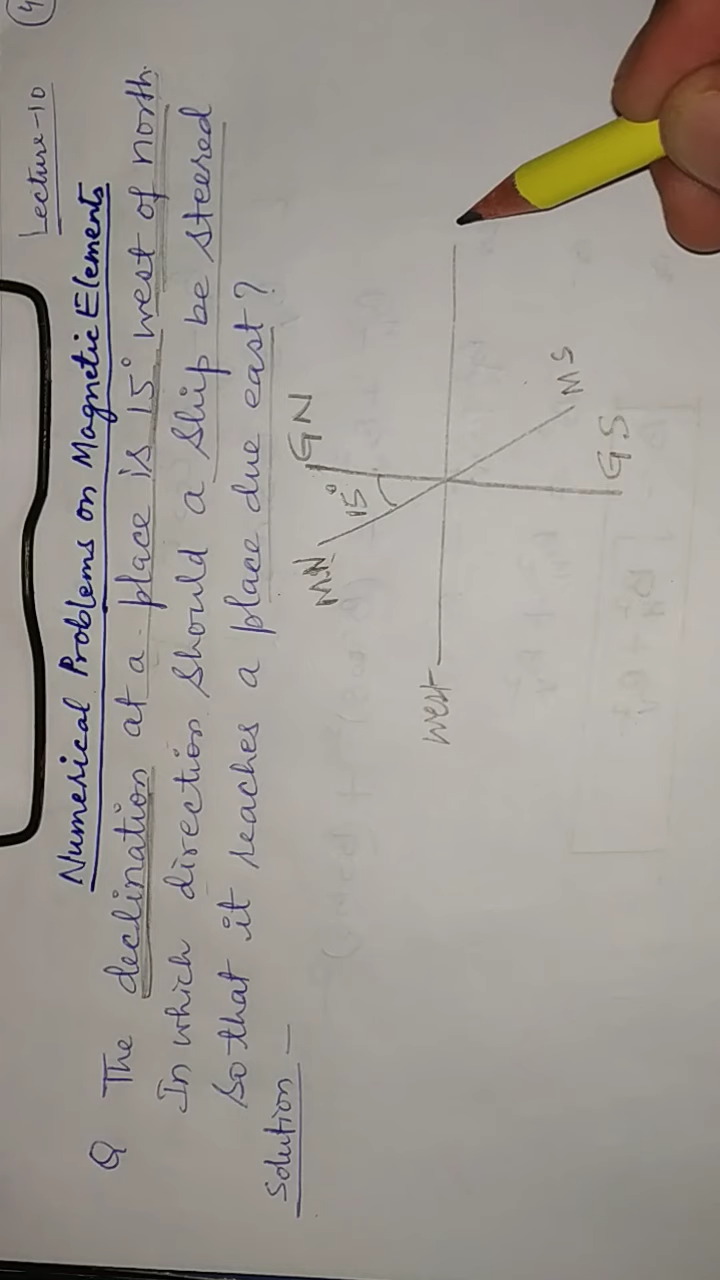 Lecture-10
Numerical Problems on Magnetic Elements
Q The declination at a place is 15° west of north.
In which direction should a ship be steered
so that it reaches a place due east?
Solution -
GN
MN
15°
West
MS
GS